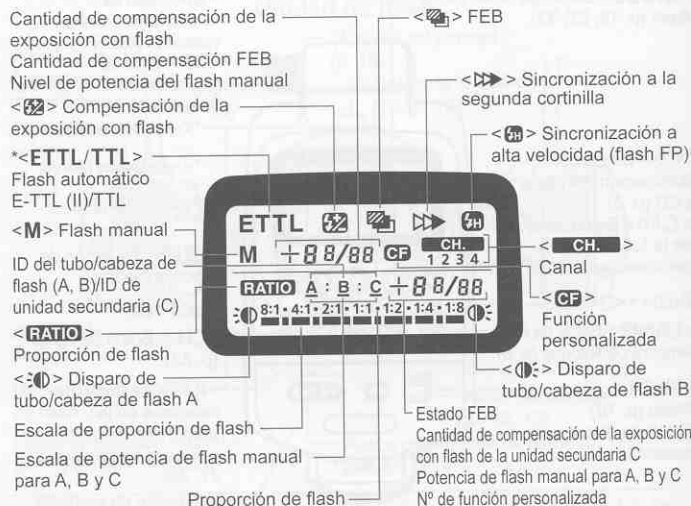 Cantidad de compensación de la
exposición con flash
Cantidad de compensación FEB
Nivel de potencia del flash manual
< > Compensación de la
exposición con flash
*<ETTL/TTL>
Flash automático
E-TTL (II)/TTL
<M> Flash manual
ID del tubo/cabeza de
flash (A, B)/ID de
unidad secundaria (C)
<RATIO>
Proporción de flash
< > Disparo de
tubo/cabeza de flash A
Escala de proporción de flash
Escala de potencia de flash manual
para A, B y C
Proporción de flash
< > FEB
< > Sincronización a la
segunda cortinilla
<H> Sincronización a
alta velocidad (flash FP)
<CH.>
Canal
<CF>
Función
personalizada
< > Disparo de
tubo/cabeza de flash B
Estado FEB
Cantidad de compensación de la exposición
con flash de la unidad secundaria C
Potencia de flash manual para A, B y C
Nº de función personalizada
ETTL H
M +88/88 CF CH.
1 2 3 4
RATIO A : B : C +88/88
8:1 • 4:1 • 2:1 • 1:1 • 1:2 • 1:4 • 1:8